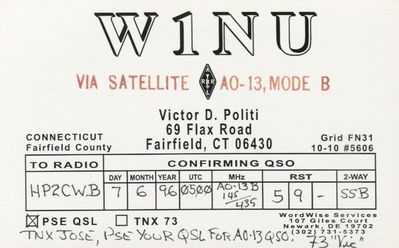 W1NU
VIA SATELLITE AO-13, MODE B
Victor D. Politi
69 Flax Road
Fairfield, CT 06430
CONNECTICUT
Fairfield County
Grid FN31
10-10 #5606
TO RADIO CONFIRMING QSO
DAY MONTH YEAR UTC MHz RST 2-WAY
HP2CWB 7 6 96 0500 AO-13B 145 435 5 9 - SSB
PSE QSL TNX 73
WordWise Services
107 Giles Court
Newark, DE 19702
(302) 731-5373
TNX JOSE, PSE YOUR QSL FOR AO-13 QSO. 73 "Vic"